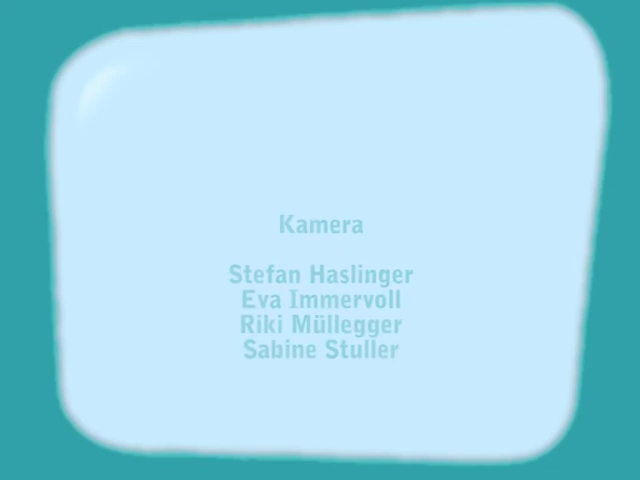 Kamera
Stefan Haslinger
Eva Immervoll
Riki Müllegger
Sabine Stuller